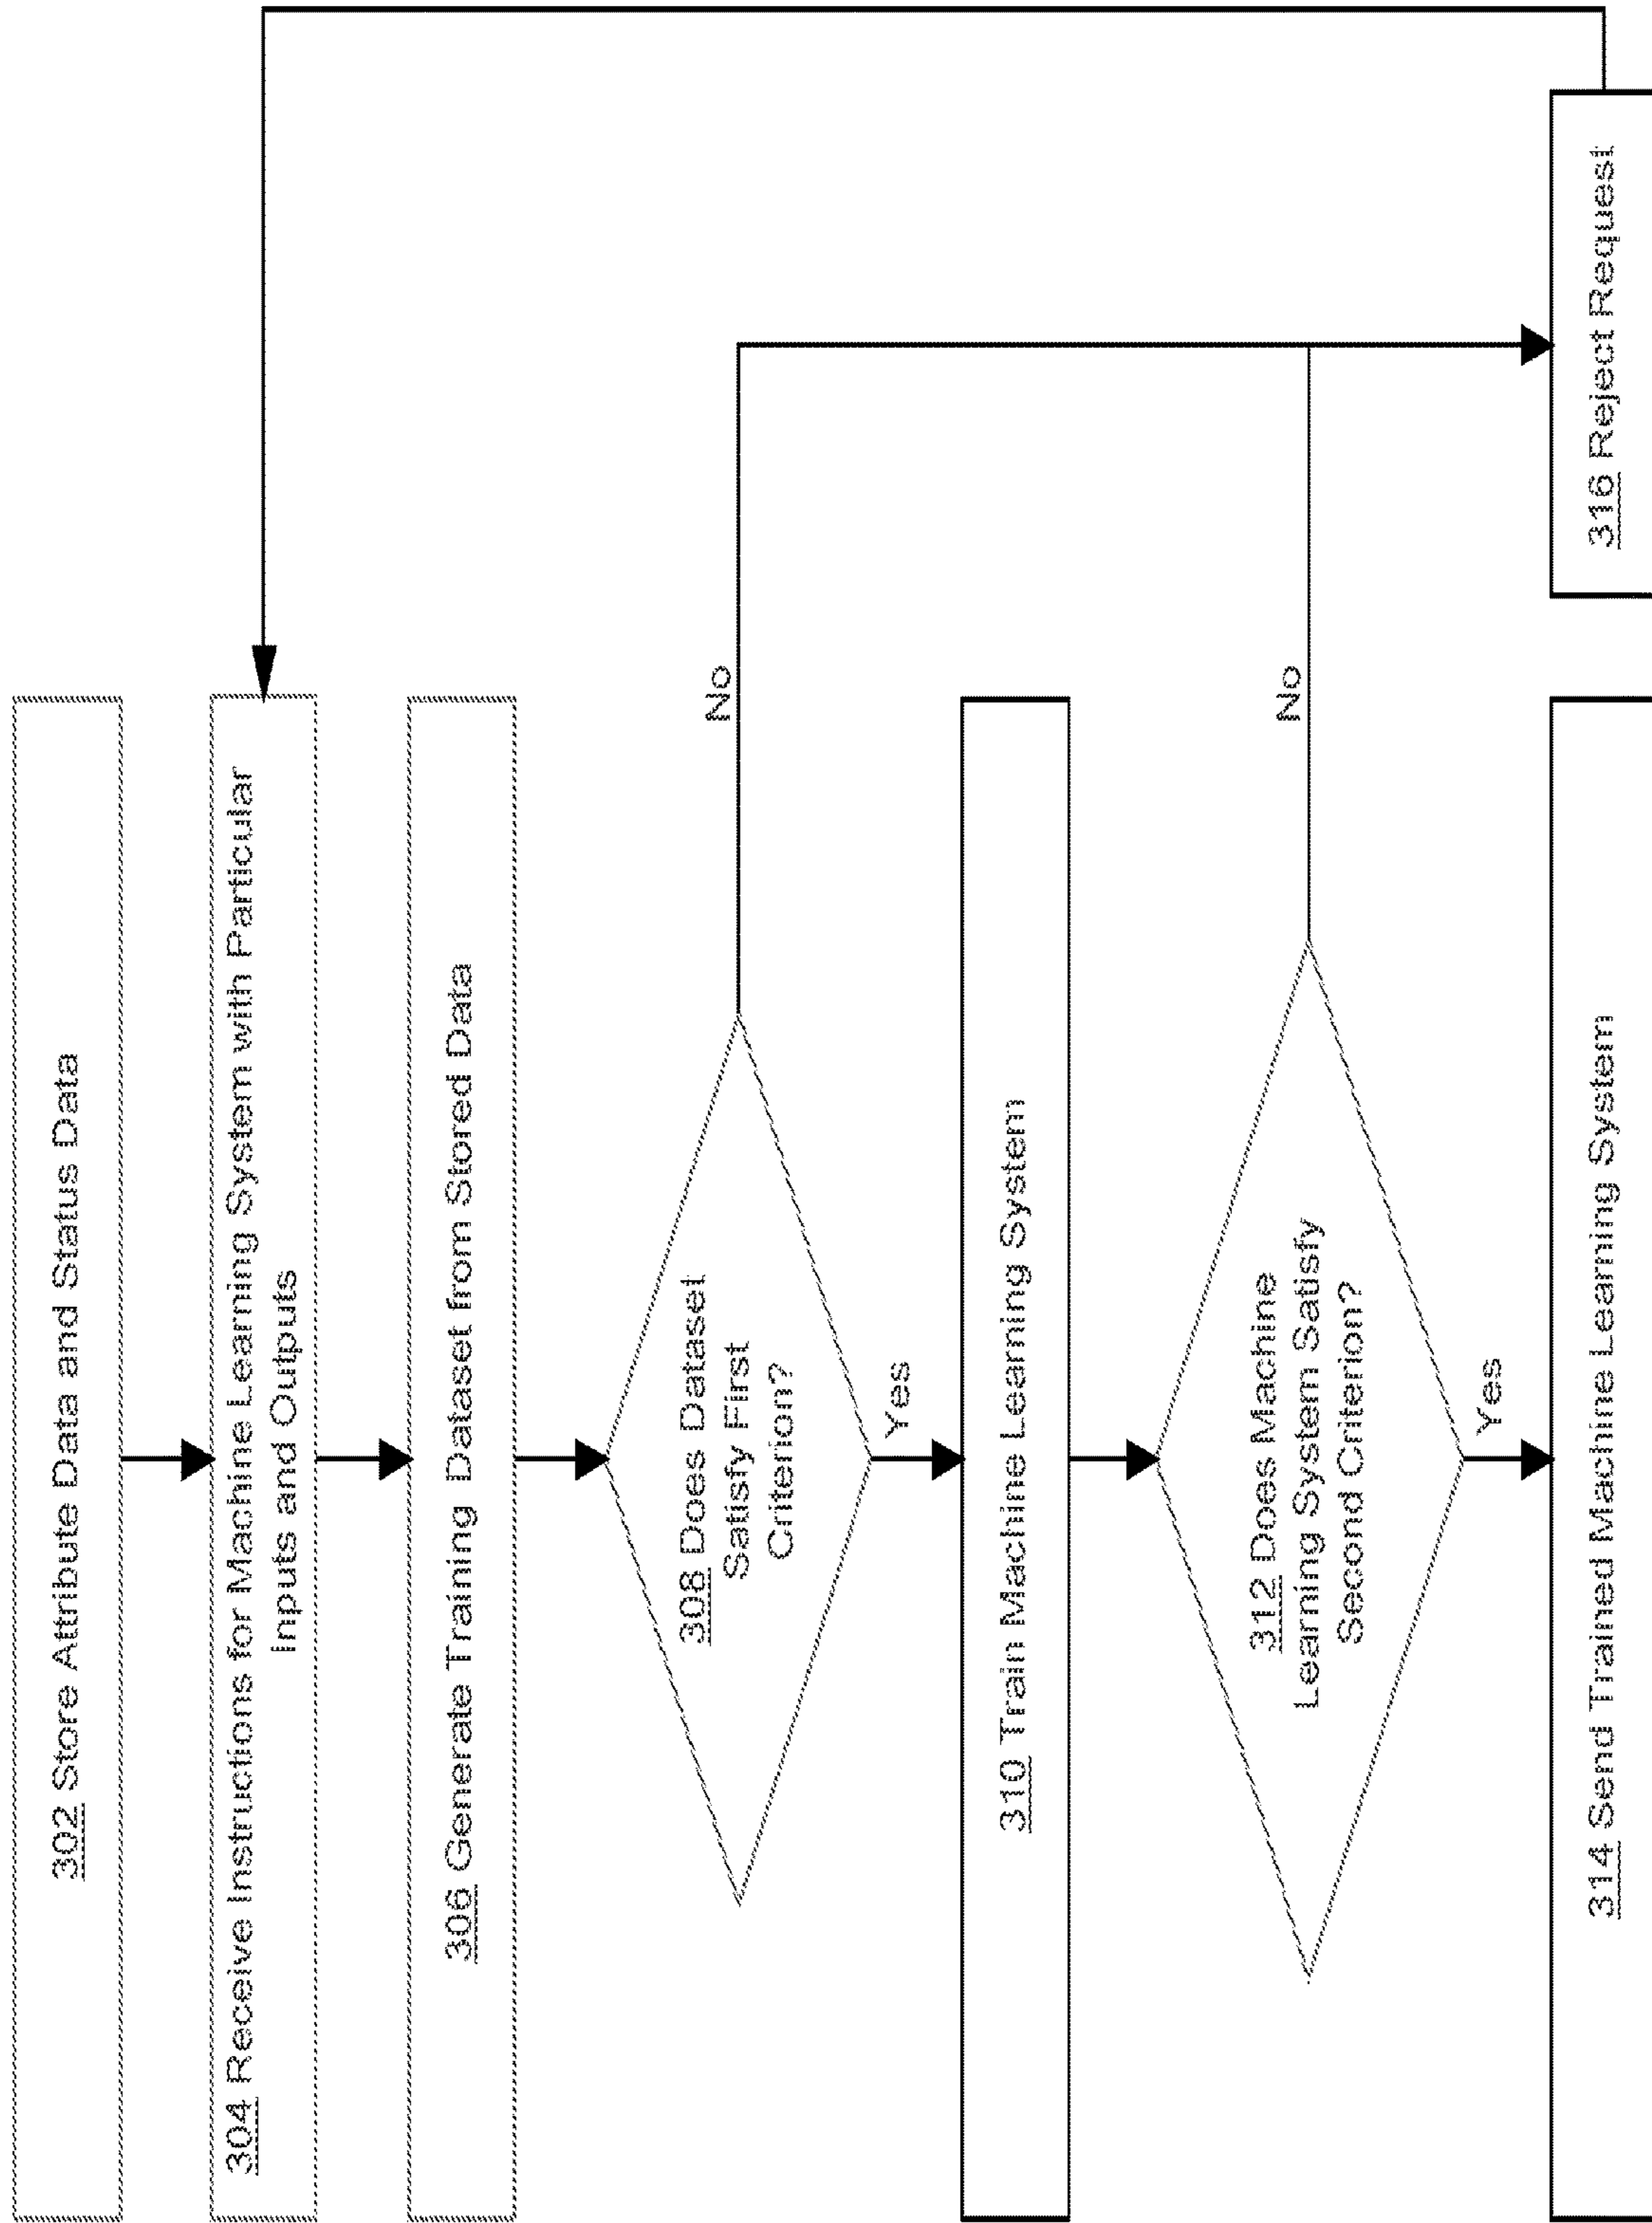 302 Store Attribute Data and Status Data
304 Receive Instructions for Machine Learning System with Particular
Inputs and Outputs
306 Generate Training Dataset from Stored Data
308 Does Dataset
Satisfy First
Criterion?
No
Yes
310 Train Machine Learning System
312 Does Machine
Learning System Satisfy
Second Criterion?
No
Yes
314 Send Trained Machine Learning System
316 Reject Request